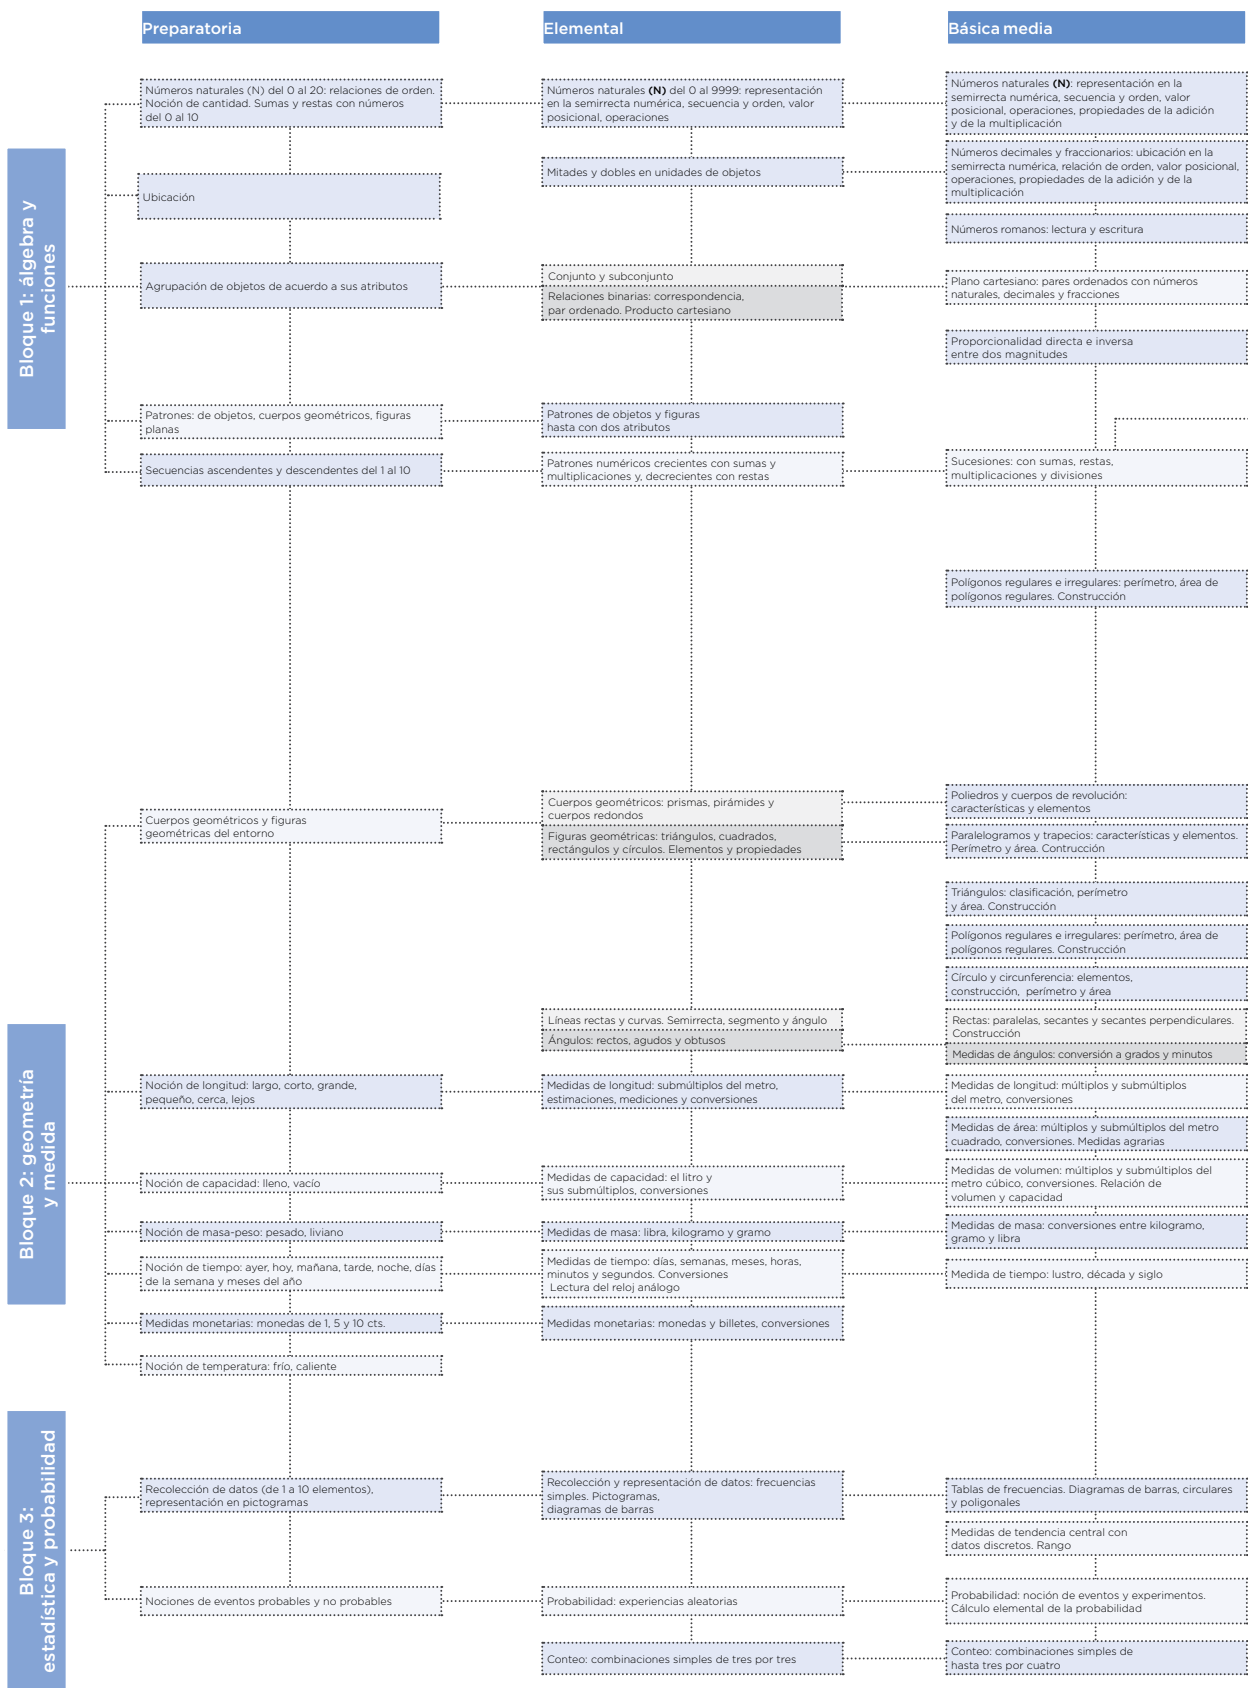 Preparatoria
Elemental
Básica media
Bloque 1: álgebra y
funciones
Números naturales (N) del 0 al 20: relaciones de orden.
Noción de cantidad. Sumas y restas con números
del 0 al 10
Números naturales (N) del 0 al 9999: representación
en la semirrecta numérica, secuencia y orden, valor
posicional, operaciones
Números naturales (N): representación en la
semirrecta numérica, secuencia y orden, valor
posicional, operaciones, propiedades de la adición
y de la multiplicación
Mitades y dobles en unidades de objetos
Números decimales y fraccionarios: ubicación en la
semirrecta numérica, relación de orden, valor posicional,
operaciones, propiedades de la adición y de la
multiplicación
Ubicación
Números romanos: lectura y escritura
Agrupación de objetos de acuerdo a sus atributos
Conjunto y subconjunto
Relaciones binarias: correspondencia,
par ordenado. Producto cartesiano
Plano cartesiano: pares ordenados con números
naturales, decimales y fracciones
Proporcionalidad directa e inversa
entre dos magnitudes
Patrones: de objetos, cuerpos geométricos, figuras
planas
Patrones de objetos y figuras
hasta con dos atributos
Secuencias ascendentes y descendentes del 1 al 10
Patrones numéricos crecientes con sumas y
multiplicaciones y, decrecientes con restas
Sucesiones: con sumas, restas,
multiplicaciones y divisiones
Polígonos regulares e irregulares: perímetro, área de
polígonos regulares. Construcción
Bloque 2: geometría
y medida
Cuerpos geométricos y figuras
geométricas del entorno
Cuerpos geométricos: prismas, pirámides y
cuerpos redondos
Figuras geométricas: triángulos, cuadrados,
rectángulos y círculos. Elementos y propiedades
Poliedros y cuerpos de revolución:
características y elementos
Paralelogramos y trapecios: características y elementos.
Perímetro y área. Contrucción
Triángulos: clasificación, perímetro
y área. Construcción
Polígonos regulares e irregulares: perímetro, área de
polígonos regulares. Construcción
Círculo y circunferencia: elementos,
construcción, perímetro y área
Líneas rectas y curvas. Semirrecta, segmento y ángulo
Ángulos: rectos, agudos y obtusos
Rectas: paralelas, secantes y secantes perpendiculares.
Construcción
Medidas de ángulos: conversión a grados y minutos
Noción de longitud: largo, corto, grande,
pequeño, cerca, lejos
Medidas de longitud: submúltiplos del metro,
estimaciones, mediciones y conversiones
Medidas de longitud: múltiplos y submúltiplos
del metro, conversiones
Medidas de área: múltiplos y submúltiplos del metro
cuadrado, conversiones. Medidas agrarias
Noción de capacidad: lleno, vacío
Medidas de capacidad: el litro y
sus submúltiplos, conversiones
Medidas de volumen: múltiplos y submúltiplos del
metro cúbico, conversiones. Relación de
volumen y capacidad
Noción de masa-peso: pesado, liviano
Medidas de masa: libra, kilogramo y gramo
Medidas de masa: conversiones entre kilogramo,
gramo y libra
Noción de tiempo: ayer, hoy, mañana, tarde, noche, días
de la semana y meses del año
Medidas de tiempo: días, semanas, meses, horas,
minutos y segundos. Conversiones
Lectura del reloj análogo
Medida de tiempo: lustro, década y siglo
Medidas monetarias: monedas de 1, 5 y 10 cts.
Medidas monetarias: monedas y billetes, conversiones
Noción de temperatura: frío, caliente
Bloque 3:
estadística y probabilidad
Recolección de datos (de 1 a 10 elementos),
representación en pictogramas
Recolección y representación de datos: frecuencias
simples. Pictogramas,
diagramas de barras
Tablas de frecuencias. Diagramas de barras, circulares
y poligonales
Medidas de tendencia central con
datos discretos. Rango
Nociones de eventos probables y no probables
Probabilidad: experiencias aleatorias
Probabilidad: noción de eventos y experimentos.
Cálculo elemental de la probabilidad
Conteo: combinaciones simples de tres por tres
Conteo: combinaciones simples de
hasta tres por cuatro